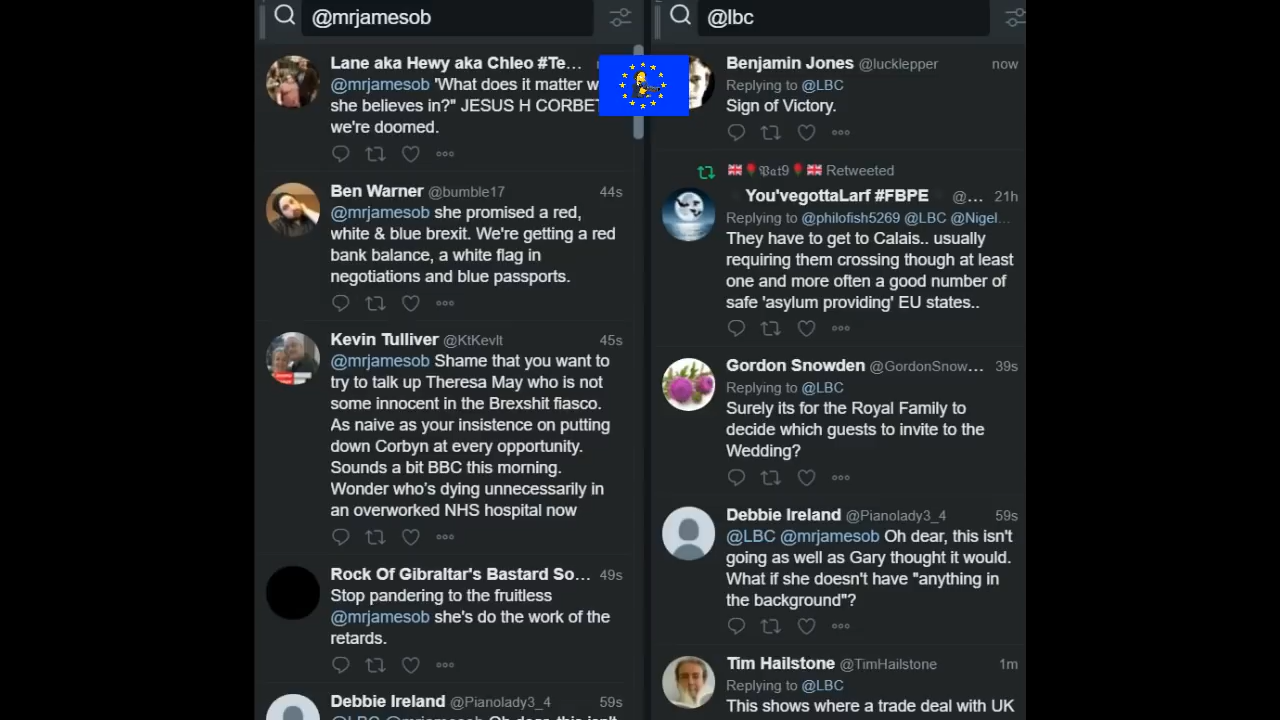 @mrjamesob
Lane aka Hewy aka Chleo #Te...
@mrjamesob 'What does it matter w
she believes in?" JESUS H CORBET
we're doomed.
Ben Warner @bumble17 44s
@mrjamesob she promised a red,
white & blue brexit. We're getting a red
bank balance, a white flag in
negotiations and blue passports.
Kevin Tulliver @KtKevlt 45s
@mrjamesob Shame that you want to
try to talk up Theresa May who is not
some innocent in the Brexshit fiasco.
As naive as your insistence on putting
down Corbyn at every opportunity.
Sounds a bit BBC this morning.
Wonder who's dying unnecessarily in
an overworked NHS hospital now
Rock Of Gibraltar's Bastard So... 49s
Stop pandering to the fruitless
@mrjamesob she's do the work of the
retards.
Debbie Ireland @Pianolady3_4 59s
@LBC @mrjamesob Oh dear, this isn't
@lbc
Benjamin Jones @lucklepper now
Replying to @LBC
Sign of Victory.
𝔓𝔞𝔱9 Retweeted
You'vegottaLarf #FBPE @... 21h
Replying to @philofish5269 @LBC @Nigel...
They have to get to Calais.. usually
requiring them crossing though at least
one and more often a good number of
safe 'asylum providing' EU states..
Gordon Snowden @GordonSnow... 39s
Replying to @LBC
Surely its for the Royal Family to
decide which guests to invite to the
Wedding?
Debbie Ireland @Pianolady3_4 59s
@LBC @mrjamesob Oh dear, this isn't
going as well as Gary thought it would.
What if she doesn't have "anything in
the background"?
Tim Hailstone @TimHailstone 1m
Replying to @LBC
This shows where a trade deal with UK